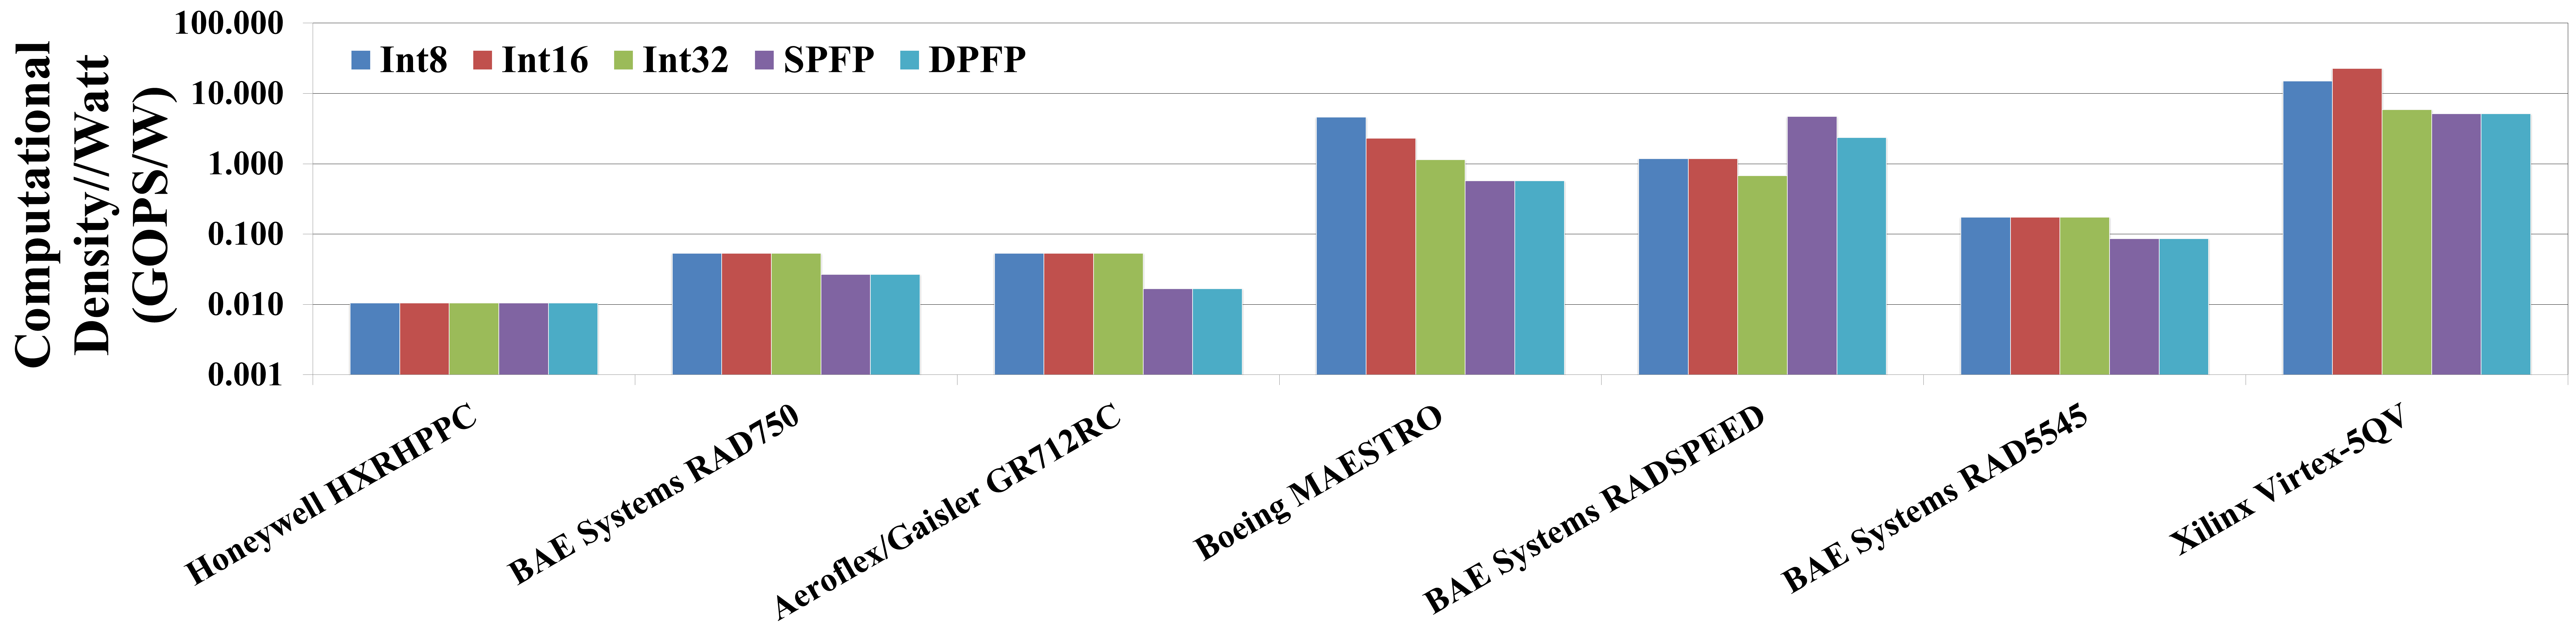 Computational
Density//Watt
(GOPS/W)
100.000
10.000
1.000
0.100
0.010
0.001
Int8 Int16 Int32 SPFP DPFP
Honeywell HXRHPPC
BAE Systems RAD750
Aeroflex/Gaisler GR712RC
Boeing MAESTRO
BAE Systems RADSPEED
BAE Systems RAD5545
Xilinx Virtex-5QV